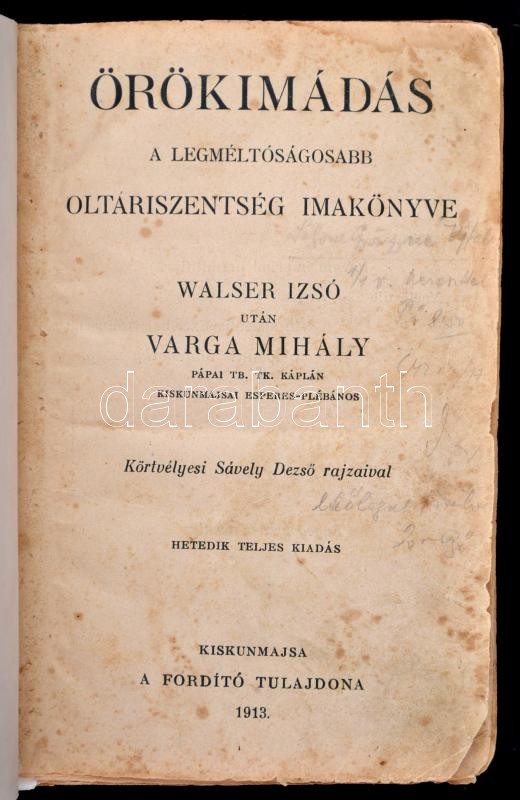 ÖRÖKIMÁDÁS
A LEGMÉLTÓSÁGOSABB
OLTÁRISZENTSÉG IMAKÖNYVE
WALSER IZSÓ
UTÁN
VARGA MIHÁLY
PÁPAI TB. TK. KÁPLÁN
KISKUNMAJSAI ESPERES-PLÉBÁNOS
darabanth
Körtvélyesi Sávely Dezső rajzaival
HETEDIK TELJES KIADÁS
KISKUNMAJSA
A FORDÍTÓ TULAJDONA
1913.